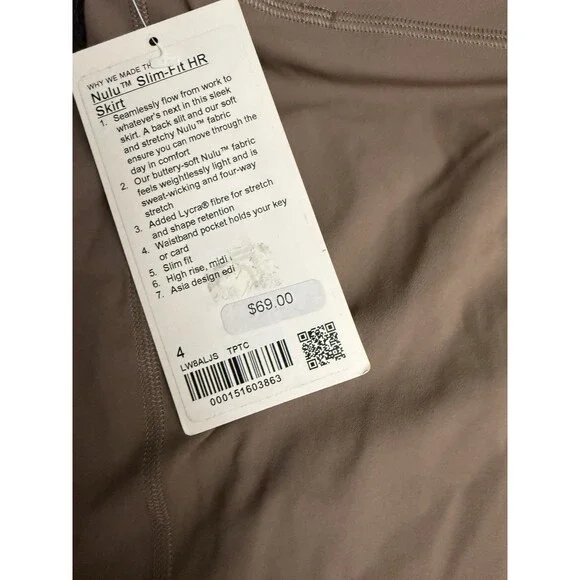 WHY WE MADE TH
Nulu™ Slim-Fit HR
Skirt
1. Seamlessly flow from work to
whatever's next in this sleek
skirt. A back slit and our soft
and stretchy Nulu™ fabric
ensure you can move through the
day in comfort
2. Our buttery-soft Nulu™ fabric
feels weightlessly light and is
sweat-wicking and four-way
stretch
3. Added Lycra® fibre for stretch
and shape retention
4. Waistband pocket holds your key
or card
5. Slim fit
6. High rise, midi
7. Asia design edi
$69.00
4
LW8ALJS TPTC
000151603863